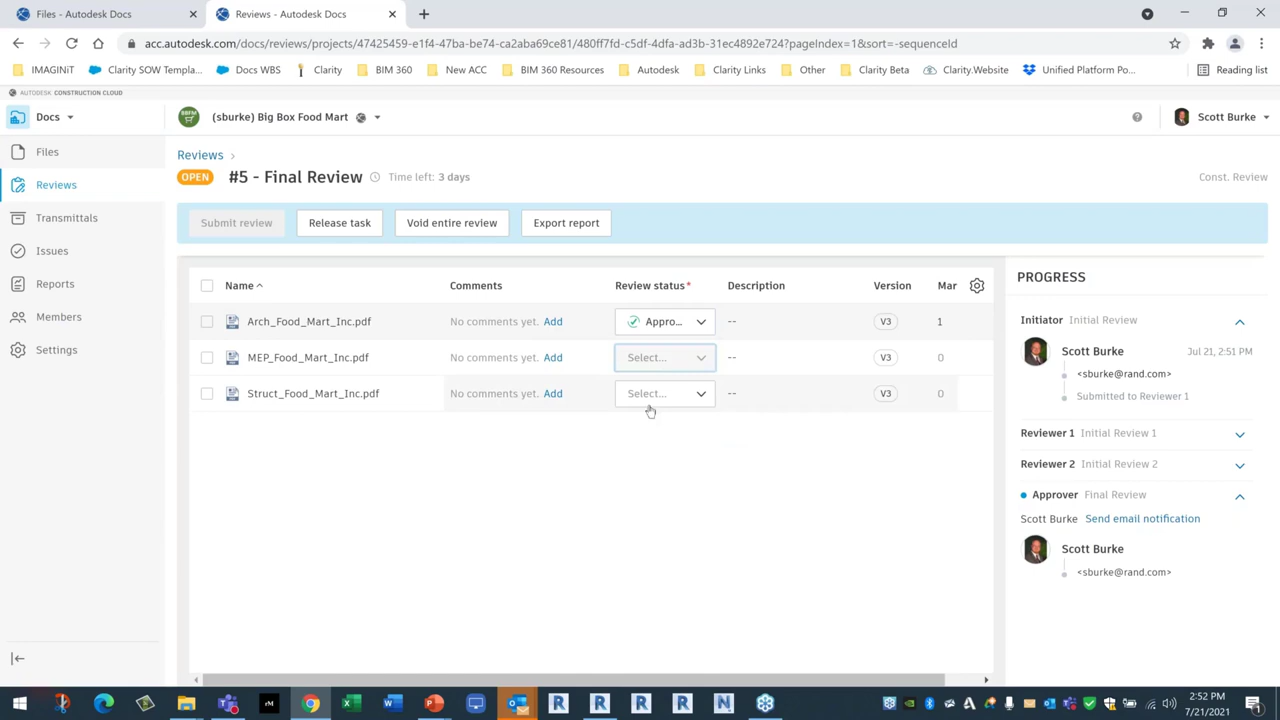 Files - Autodesk Docs
Reviews - Autodesk Docs
acc.autodesk.com/docs/reviews/projects/47425459-e1f4-47ba-be74-ca2aba69ce81/480ff7fd-c5df-4dfa-ad3b-31ec4892e724?pageIndex=1&sort=-sequenceId
IMAGINiT
Clarity SOW Templa...
Docs WBS
Clarity
BIM 360
New ACC
BIM 360 Resources
Autodesk
Clarity Links
Other
Clarity Beta
Clarity.Website
Unified Platform Po...
Reading list
AUTODESK CONSTRUCTION CLOUD
Docs
BBFM
(sburke) Big Box Food Mart
Scott Burke
Files
Reviews
Transmittals
Issues
Reports
Members
Settings
Reviews
OPEN #5 - Final Review Time left: 3 days
Const. Review
Submit review
Release task
Void entire review
Export report
Name Comments Review status* Description Version Mar
Arch_Food_Mart_Inc.pdf No comments yet. Add Appro... -- V3 1
MEP_Food_Mart_Inc.pdf No comments yet. Add Select... -- V3 0
Struct_Food_Mart_Inc.pdf No comments yet. Add Select... -- V3 0
PROGRESS
Initiator Initial Review
Scott Burke Jul 21, 2:51 PM
<sburke@rand.com>
Submitted to Reviewer 1
Reviewer 1 Initial Review 1
Reviewer 2 Initial Review 2
Approver Final Review
Scott Burke Send email notification
Scott Burke
<sburke@rand.com>
rM
2:52 PM
7/21/2021